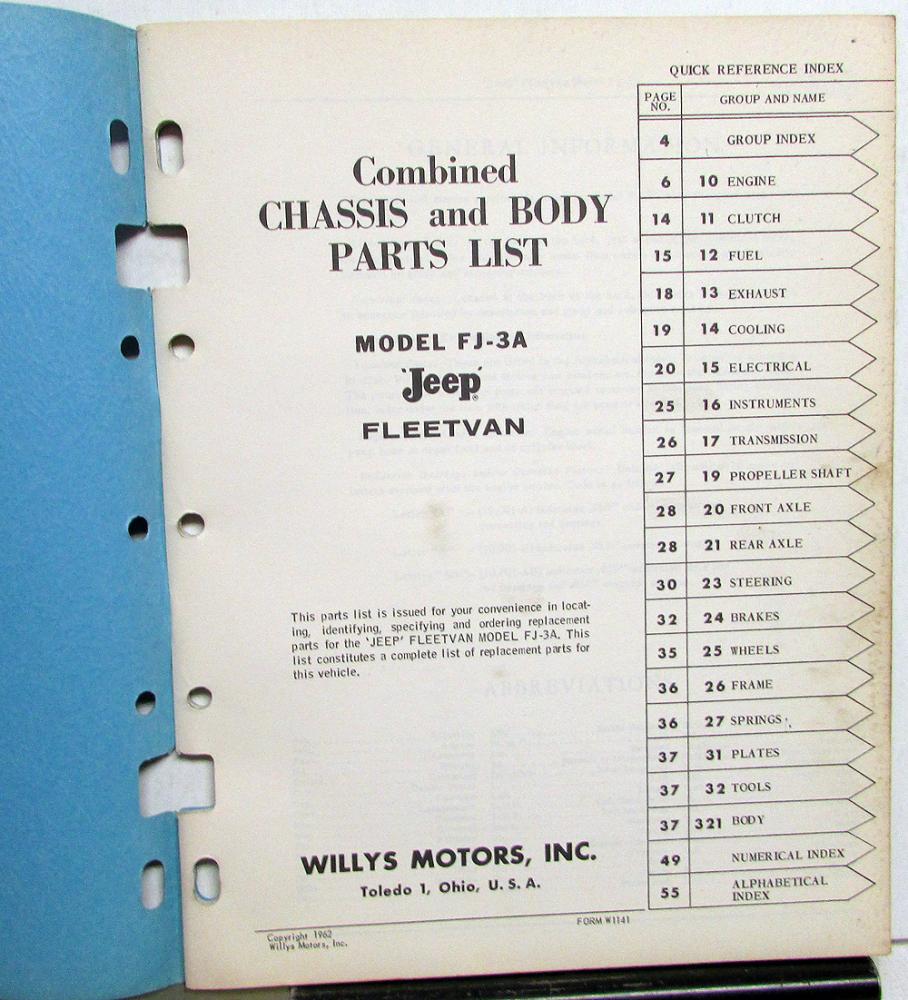 Combined
CHASSIS and BODY
PARTS LIST
MODEL FJ-3A
'Jeep'®
FLEETVAN
This parts list is issued for your convenience in locat-
ing, identifying, specifying and ordering replacement
parts for the 'JEEP' FLEETVAN MODEL FJ-3A. This
list constitutes a complete list of replacement parts for
this vehicle.
WILLYS MOTORS, INC.
Toledo 1, Ohio, U. S. A.
Copyright 1962
Willys Motors, Inc.
FORM W1141
QUICK REFERENCE INDEX
PAGE NO. GROUP AND NAME
4 GROUP INDEX
6 10 ENGINE
14 11 CLUTCH
15 12 FUEL
18 13 EXHAUST
19 14 COOLING
20 15 ELECTRICAL
25 16 INSTRUMENTS
26 17 TRANSMISSION
27 19 PROPELLER SHAFT
28 20 FRONT AXLE
28 21 REAR AXLE
30 23 STEERING
32 24 BRAKES
35 25 WHEELS
36 26 FRAME
36 27 SPRINGS
37 31 PLATES
37 32 TOOLS
37 321 BODY
49 NUMERICAL INDEX
55 ALPHABETICAL
INDEX
GENERAL INFORMATION
ABBREVIATIONS